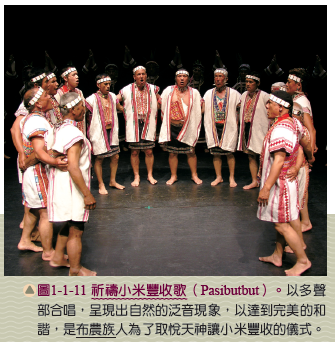 ▲圖1-1-11 祈禱小米豐收歌（Pasibutbut）。以多聲
部合唱，呈現出自然的泛音現象，以達到完美的和
諧，是布農族人為了取悅天神讓小米豐收的儀式。